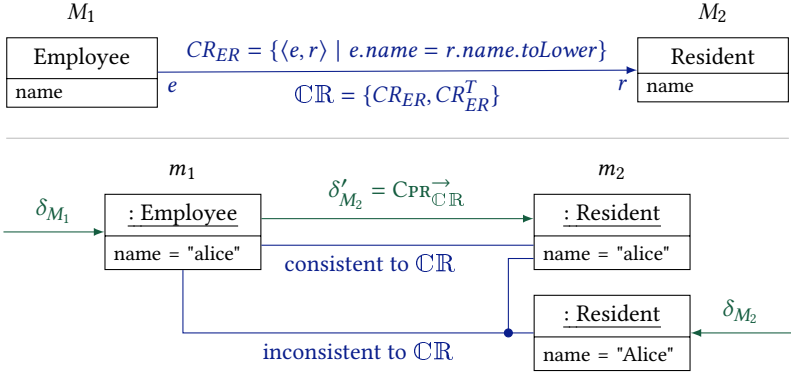 M₁ M₂
Employee
name
CR_ER = {⟨e, r⟩ | e.name = r.name.toLower}
e r
ℂℝ = {CR_ER, CR_ER^T}
Resident
name
m₁ m₂
δ_M₁
: Employee
name = "alice"
δ′_M₂ = Cpr→_ℂℝ
consistent to ℂℝ
: Resident
name = "alice"
inconsistent to ℂℝ
: Resident
name = "Alice"
δ_M₂